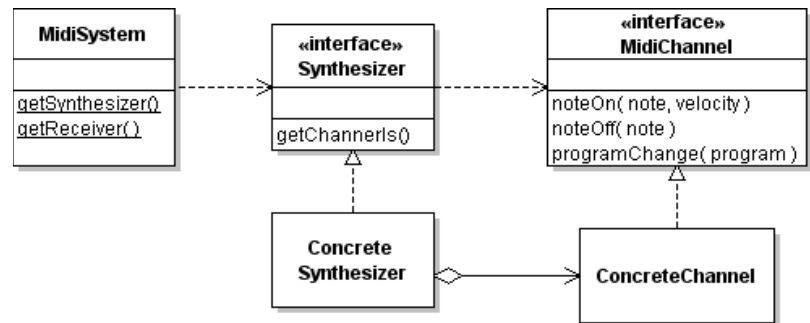 MidiSystem
getSynthesizer()
getReceiver( )
«interface»
Synthesizer
getChannerls()
«interface»
MidiChannel
noteOn( note, velocity )
noteOff( note )
programChange( program )
Concrete
Synthesizer
ConcreteChannel